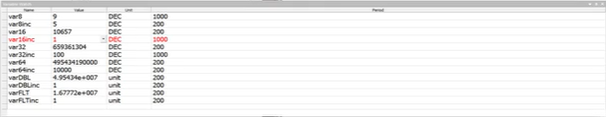 Name Value Unit Period
var8 9 DEC 1000
var8inc 5 DEC 200
var16 10657 DEC 200
var16inc 1 DEC 1000
var32 659361304 DEC 200
var32inc 100 DEC 1000
var64 495434190000 DEC 200
var64inc 10000 DEC 200
varDBL 4.95434e+007 unit 200
varDBLinc 1 unit 200
varFLT 1.67772e+007 unit 200
varFLTinc 1 unit 200